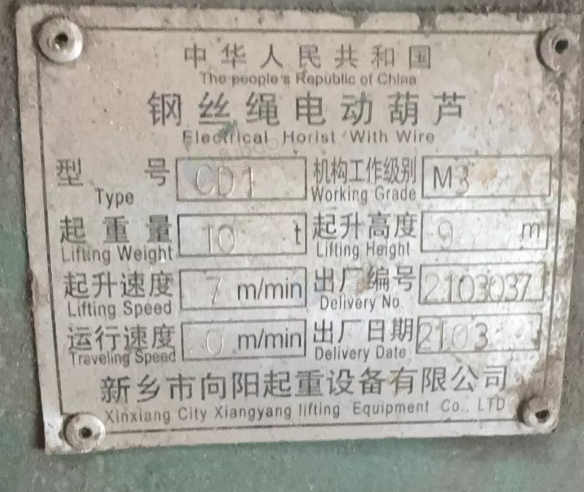 中华人民共和国
The people's Republic of China
钢丝绳电动葫芦
Electrical Horist With Wire
型号 Type CD1 机构工作级别 Working Grade M3
起重量 Lifting Weight 10 t 起升高度 Lifting Height 9 m
起升速度 Lifting Speed 7 m/min 出厂编号 Delivery No. 2103037
运行速度 Traveling Speed m/min 出厂日期 Delivery Date 2103
新乡市向阳起重设备有限公司
Xinxiang City Xiangyang lifting Equipment Co., LTD